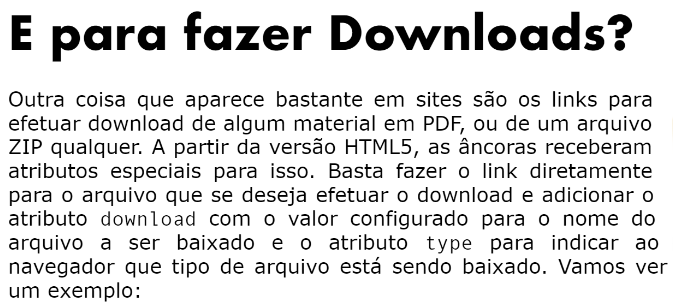 E para fazer Downloads?
Outra coisa que aparece bastante em sites são os links para
efetuar download de algum material em PDF, ou de um arquivo
ZIP qualquer. A partir da versão HTML5, as âncoras receberam
atributos especiais para isso. Basta fazer o link diretamente
para o arquivo que se deseja efetuar o download e adicionar o
atributo download com o valor configurado para o nome do
arquivo a ser baixado e o atributo type para indicar ao
navegador que tipo de arquivo está sendo baixado. Vamos ver
um exemplo: